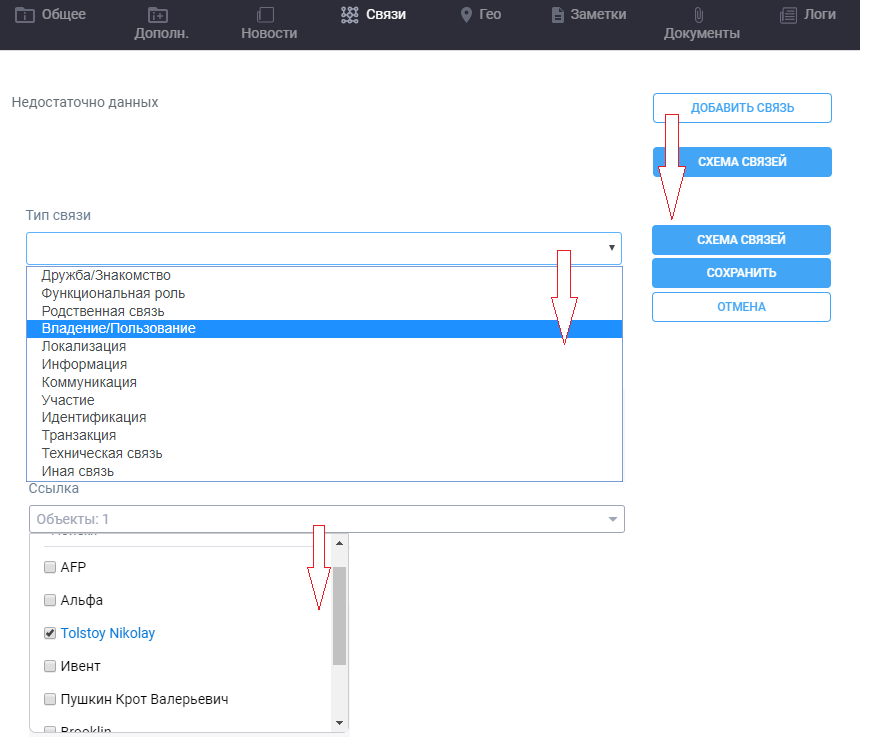 Общее
Дополн.
Новости
Связи
Гео
Заметки
Документы
Логи
Недостаточно данных
ДОБАВИТЬ СВЯЗЬ
СХЕМА СВЯЗЕЙ
Тип связи
СХЕМА СВЯЗЕЙ
СОХРАНИТЬ
ОТМЕНА
Дружба/Знакомство
Функциональная роль
Родственная связь
Владение/Пользование
Локализация
Информация
Коммуникация
Участие
Идентификация
Транзакция
Техническая связь
Иная связь
Ссылка
Объекты: 1
AFP
Альфа
Tolstoy Nikolay
Ивент
Пушкин Крот Валерьевич
Brooklin